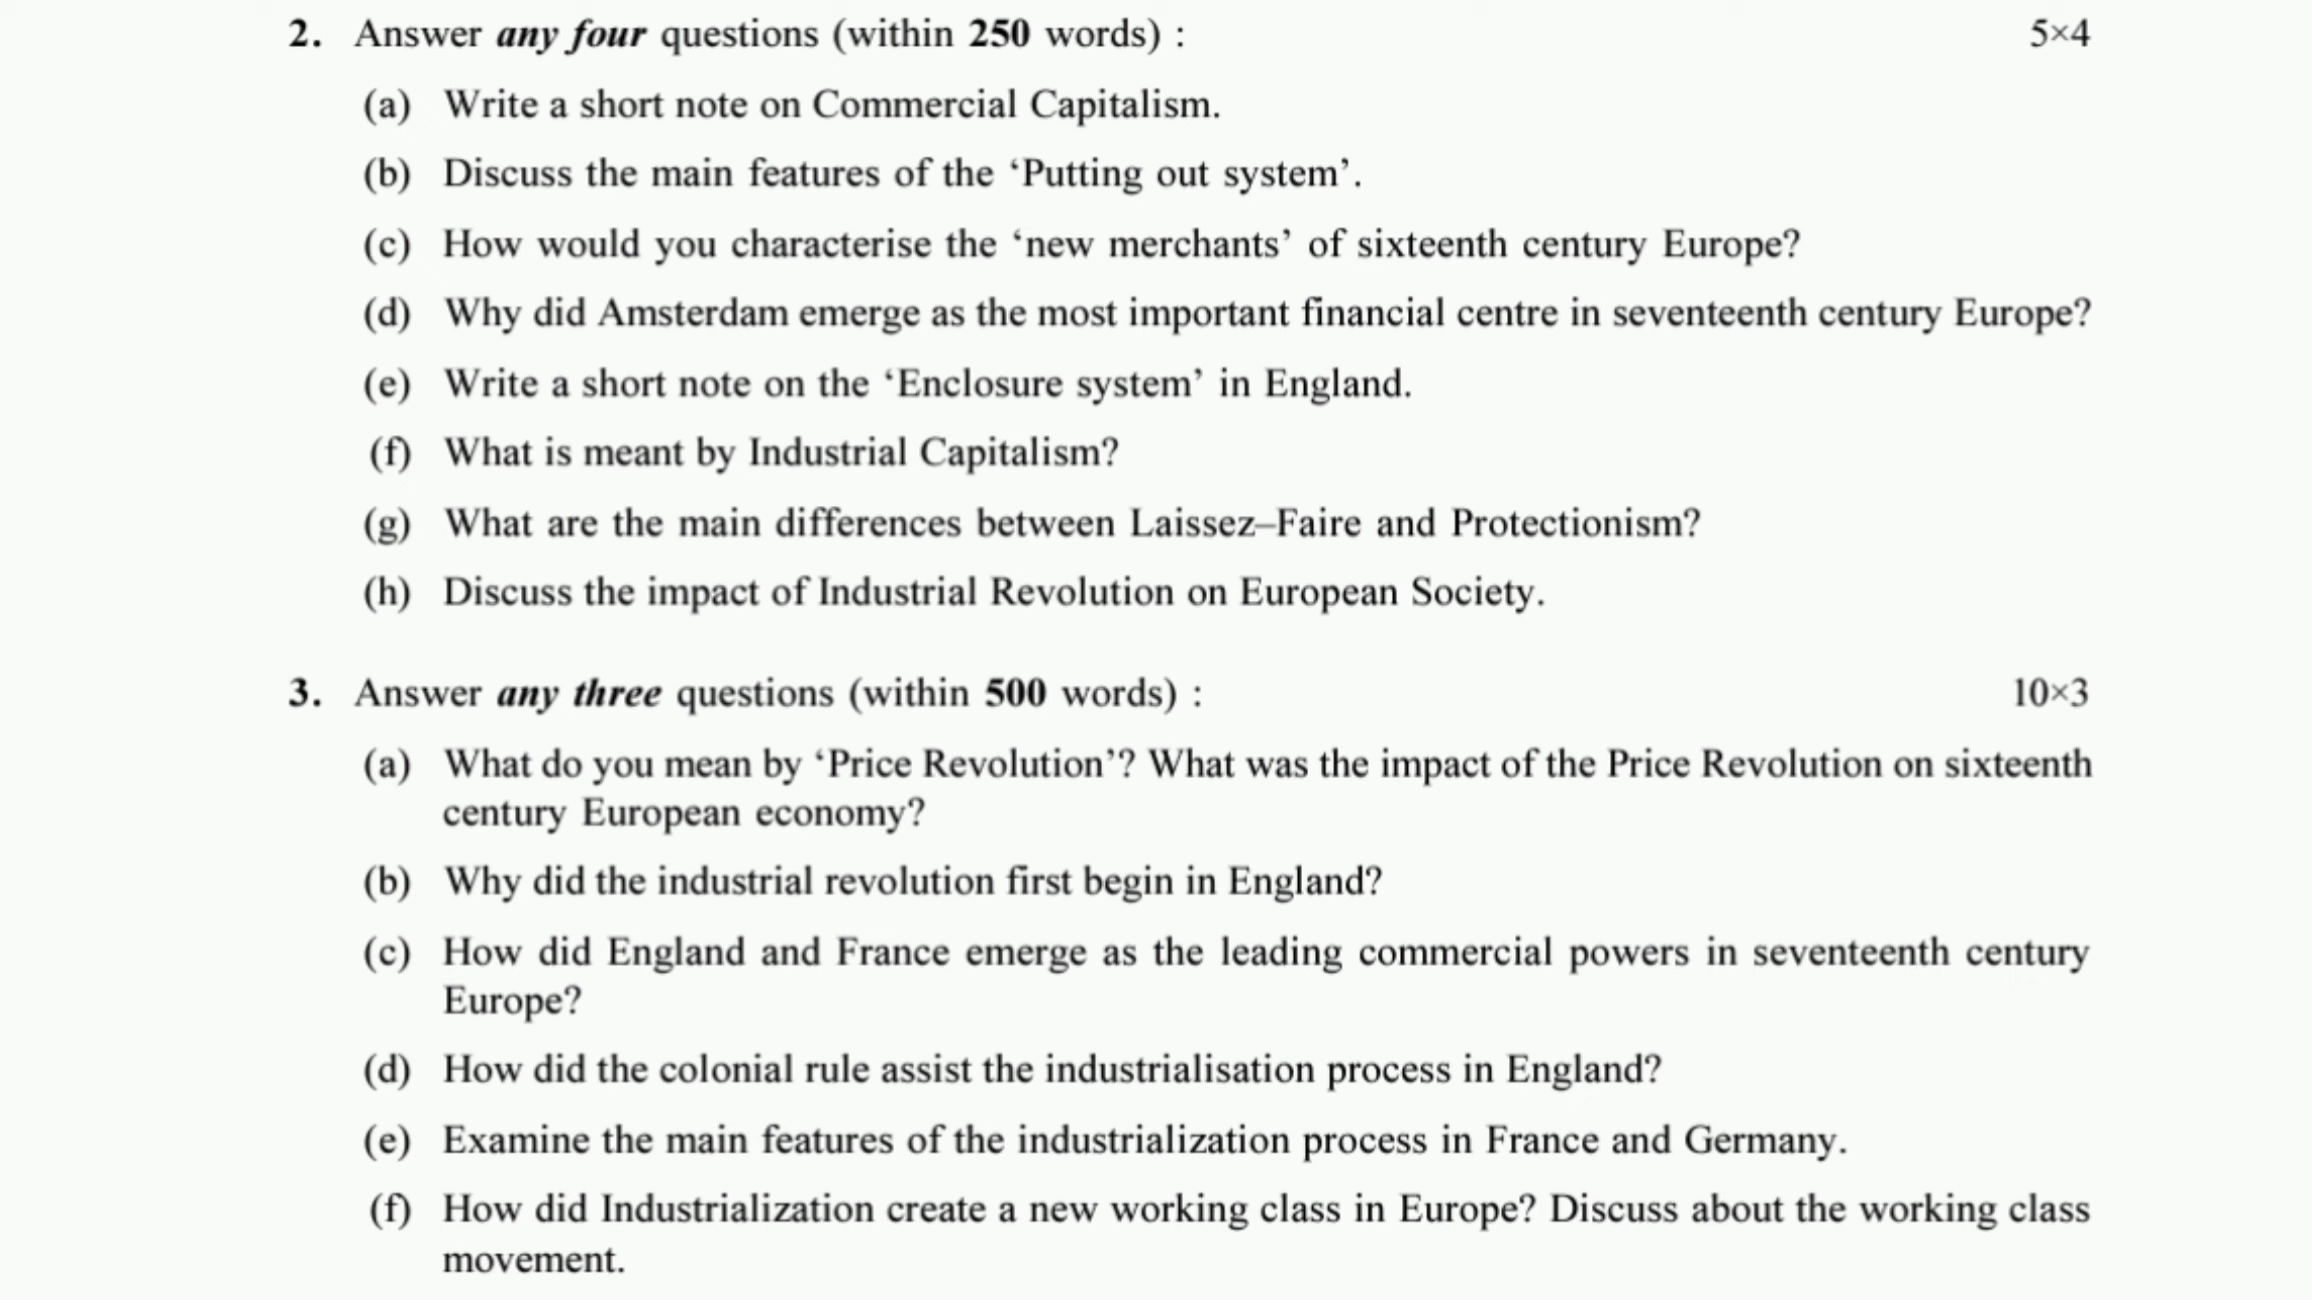 2. Answer any four questions (within 250 words) : 5×4
(a) Write a short note on Commercial Capitalism.
(b) Discuss the main features of the ‘Putting out system’.
(c) How would you characterise the ‘new merchants’ of sixteenth century Europe?
(d) Why did Amsterdam emerge as the most important financial centre in seventeenth century Europe?
(e) Write a short note on the ‘Enclosure system’ in England.
(f) What is meant by Industrial Capitalism?
(g) What are the main differences between Laissez–Faire and Protectionism?
(h) Discuss the impact of Industrial Revolution on European Society.
3. Answer any three questions (within 500 words) : 10×3
(a) What do you mean by ‘Price Revolution’? What was the impact of the Price Revolution on sixteenth
century European economy?
(b) Why did the industrial revolution first begin in England?
(c) How did England and France emerge as the leading commercial powers in seventeenth century
Europe?
(d) How did the colonial rule assist the industrialisation process in England?
(e) Examine the main features of the industrialization process in France and Germany.
(f) How did Industrialization create a new working class in Europe? Discuss about the working class
movement.